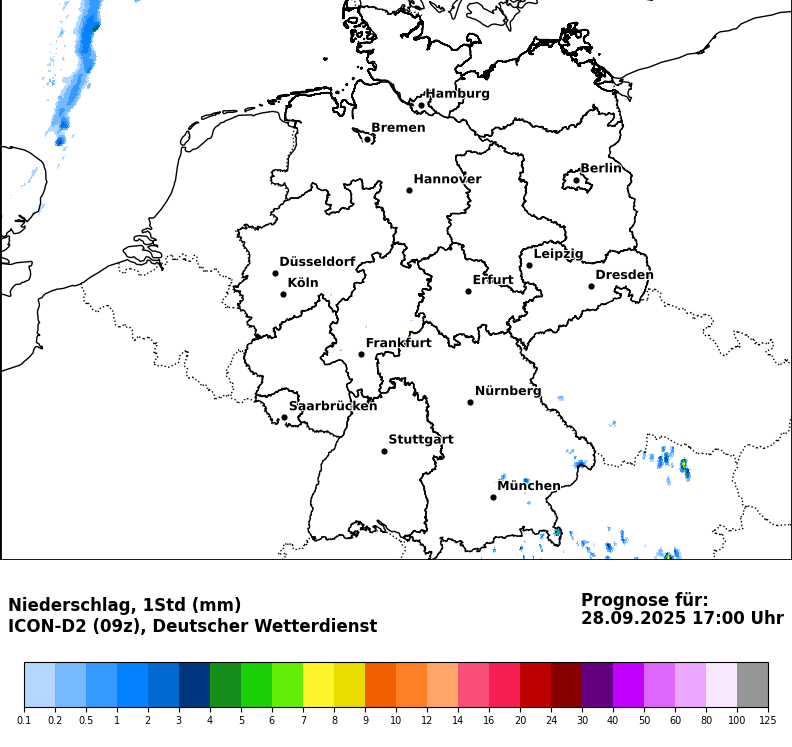 Hamburg
Bremen
Berlin
Hannover
Leipzig
Düsseldorf
Dresden
Köln
Erfurt
Frankfurt
Nürnberg
Saarbrücken
Stuttgart
München
Niederschlag, 1Std (mm)
ICON-D2 (09z), Deutscher Wetterdienst
Prognose für:
28.09.2025 17:00 Uhr
0.1 0.2 0.5 1 2 3 4 5 6 7 8 9 10 12 14 16 20 24 30 40 50 60 80 100 125